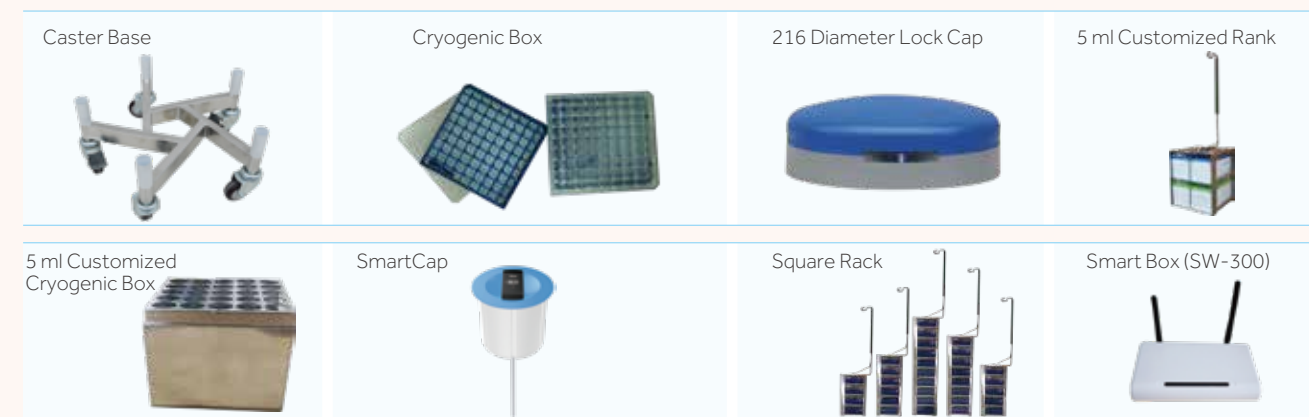 Caster Base
Cryogenic Box
216 Diameter Lock Cap
5 ml Customized Rank
5 ml Customized
Cryogenic Box
SmartCap
Square Rack
Smart Box (SW-300)